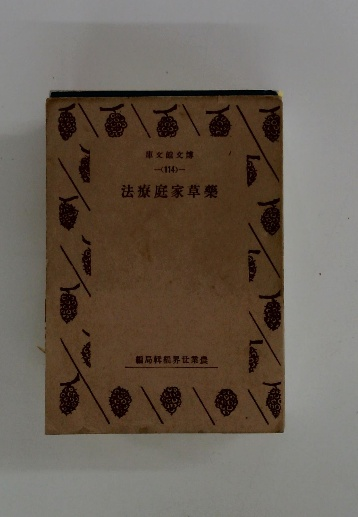 博文館文庫
—(114)—
藥草家庭療法
農業世界編輯局編